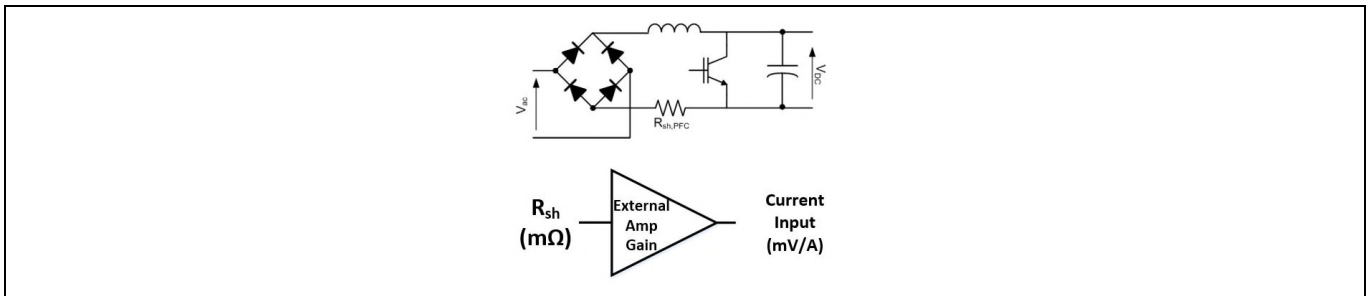 V_ac
V_DC
R_sh,PFC
R_sh
(mΩ)
External
Amp
Gain
Current
Input
(mV/A)